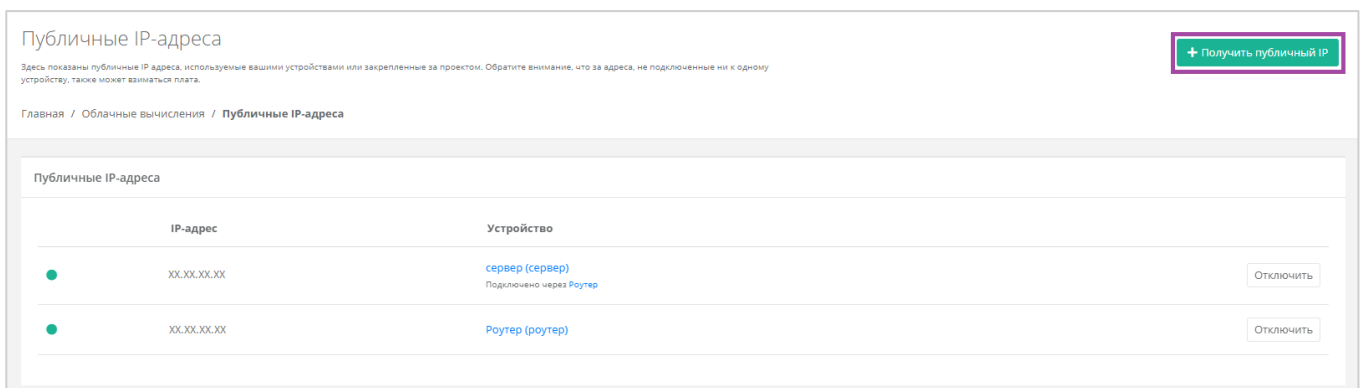 Публичные IP-адреса
+ Получить публичный IP
Здесь показаны публичные IP адреса, используемые вашими устройствами или закрепленные за проектом. Обратите внимание, что за адреса, не подключенные ни к одному
устройству, также может взиматься плата.
Главная / Облачные вычисления / Публичные IP-адреса
Публичные IP-адреса
IP-адрес Устройство
XX.XX.XX.XX сервер (сервер) Отключить
Подключено через Роутер
XX.XX.XX.XX Роутер (роутер) Отключить